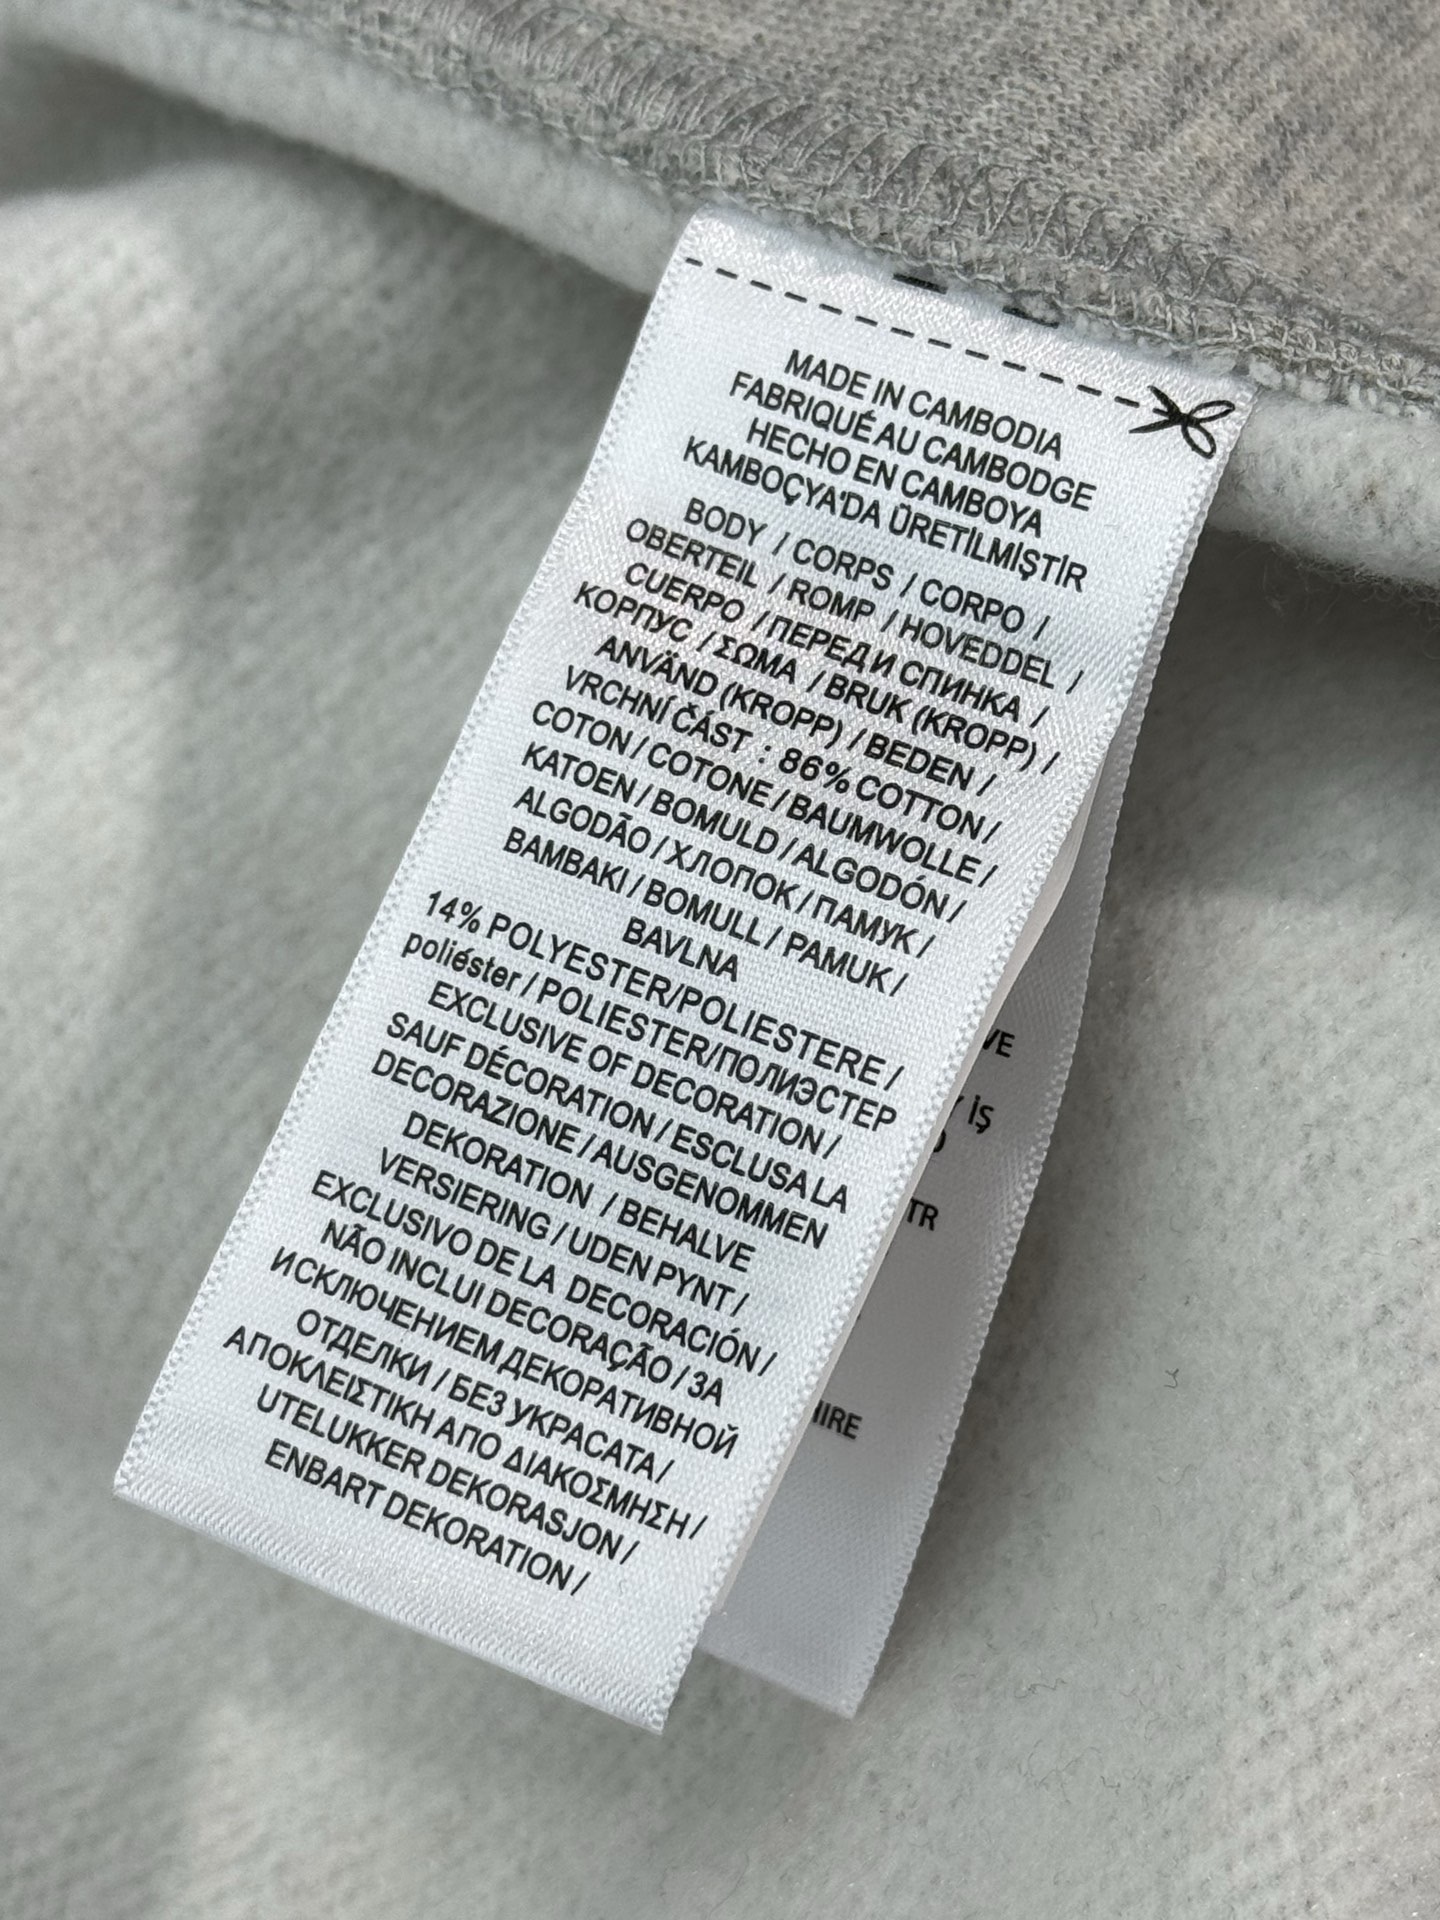 MADE IN CAMBODIA
FABRIQUÉ AU CAMBODGE
HECHO EN CAMBOYA
KAMBOÇYA'DA ÜRETİLMİŞTİR
BODY / CORPS / CORPO /
OBERTEIL / ROMP / HOVEDDEL /
CUERPO / ПЕРЕД И СПИНКА /
КОРПУС / ΣΩΜΑ / BRUK (KROPP) /
ANVÄND (KROPP) / BEDEN /
VRCHNÍ ČÁST : 86% COTTON /
COTON / COTONE / BAUMWOLLE /
KATOEN / BOMULD / ALGODÓN /
ALGODÃO / ХЛОПОК / ПАМУК /
BAMBAKI / BOMULL / PAMUK /
BAVLNA
14% POLYESTER/POLIESTERE /
poliéster / POLIESTER/ПОЛИЭСТЕР
EXCLUSIVE OF DECORATION /
SAUF DÉCORATION / ESCLUSA LA
DECORAZIONE / AUSGENOMMEN
DEKORATION / BEHALVE
VERSIERING / UDEN PYNT /
EXCLUSIVO DE LA DECORACIÓN /
NÃO INCLUI DECORAÇÃO / ЗА
ИСКЛЮЧЕНИЕМ ДЕКОРАТИВНОЙ
ОТДЕЛКИ / БЕЗ УКРАСАТА /
ΑΠΟΚΛΕΙΣΤΙΚΗ ΑΠΟ ΔΙΑΚΟΣΜΗΣΗ /
UTELUKKER DEKORASJON /
ENBART DEKORATION /